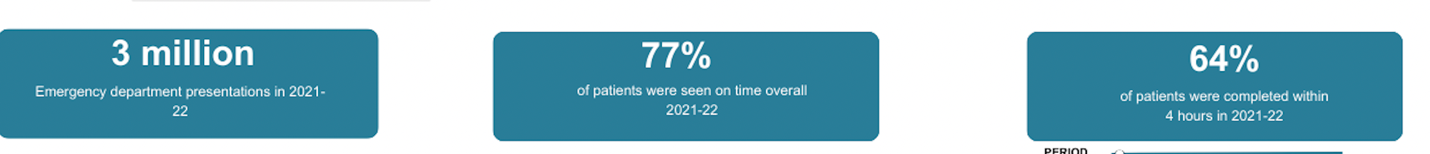 3 million
Emergency department presentations in 2021-
22
77%
of patients were seen on time overall
2021-22
64%
of patients were completed within
4 hours in 2021-22
PERIOD